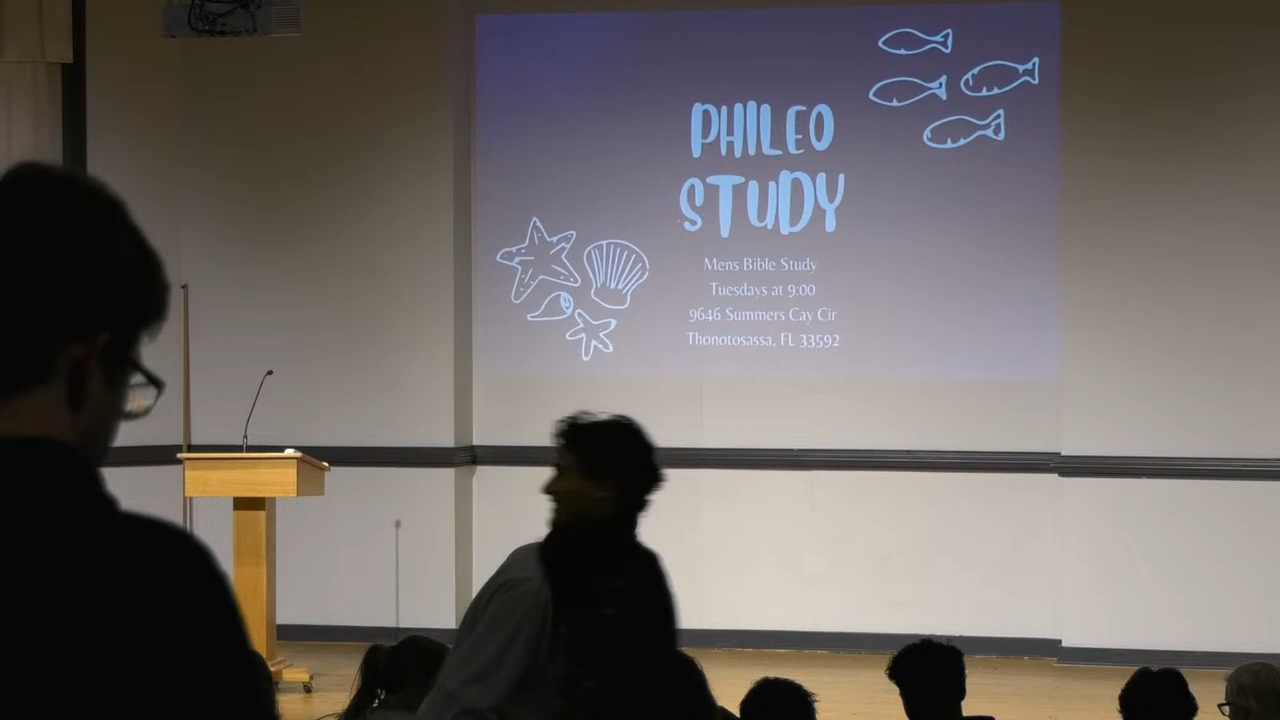 PHILEO
STUDY
Mens Bible Study
Tuesdays at 9:00
9646 Summers Cay Cir
Thonotosassa, FL 33592